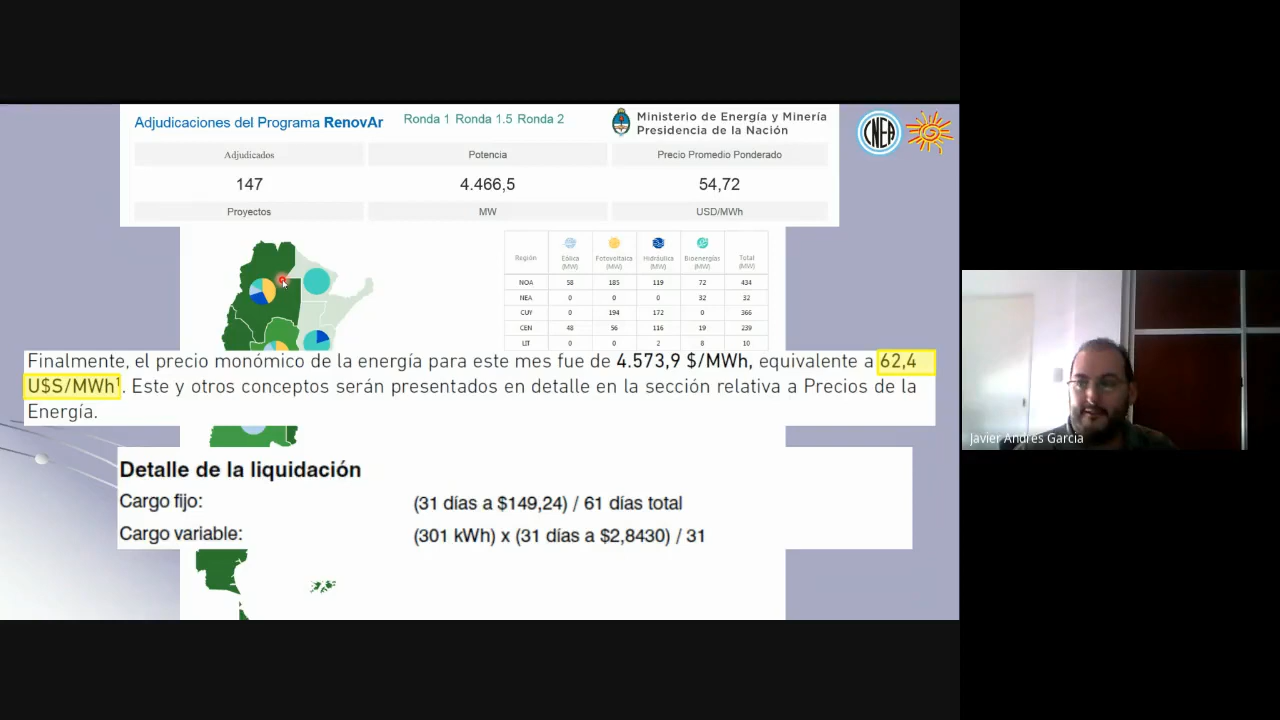 Adjudicaciones del Programa RenovAr
Ronda 1 Ronda 1.5 Ronda 2
Ministerio de Energía y Minería
Presidencia de la Nación
CNEA
Adjudicados Potencia Precio Promedio Ponderado
147 4.466,5 54,72
Proyectos MW USD/MWh
Región Eólica (MW) Fotovoltaica (MW) Hidráulica (MW) Bioenergías (MW) Total (MW)
NOA 58 185 119 72 434
NEA 0 0 0 32 32
CUY 0 194 172 0 366
CEN 48 56 116 19 239
LIT 0 0 2 8 10
Finalmente, el precio monómico de la energía para este mes fue de 4.573,9 $/MWh, equivalente a 62,4
U$S/MWh¹. Este y otros conceptos serán presentados en detalle en la sección relativa a Precios de la
Energía.
Detalle de la liquidación
Cargo fijo: (31 días a $149,24) / 61 días total
Cargo variable: (301 kWh) x (31 días a $2,8430) / 31
Javier Andres Garcia